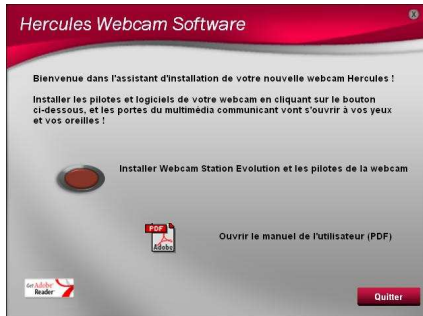 Hercules Webcam Software
X
Bienvenue dans l'assistant d'installation de votre nouvelle webcam Hercules !
Installer les pilotes et logiciels de votre webcam en cliquant sur le bouton
ci-dessous, et les portes du multimédia communicant vont s'ouvrir à vos yeux
et vos oreilles !
Installer Webcam Station Evolution et les pilotes de la webcam
PDF
Adobe
Ouvrir le manuel de l'utilisateur (PDF)
Get Adobe
Reader
Quitter